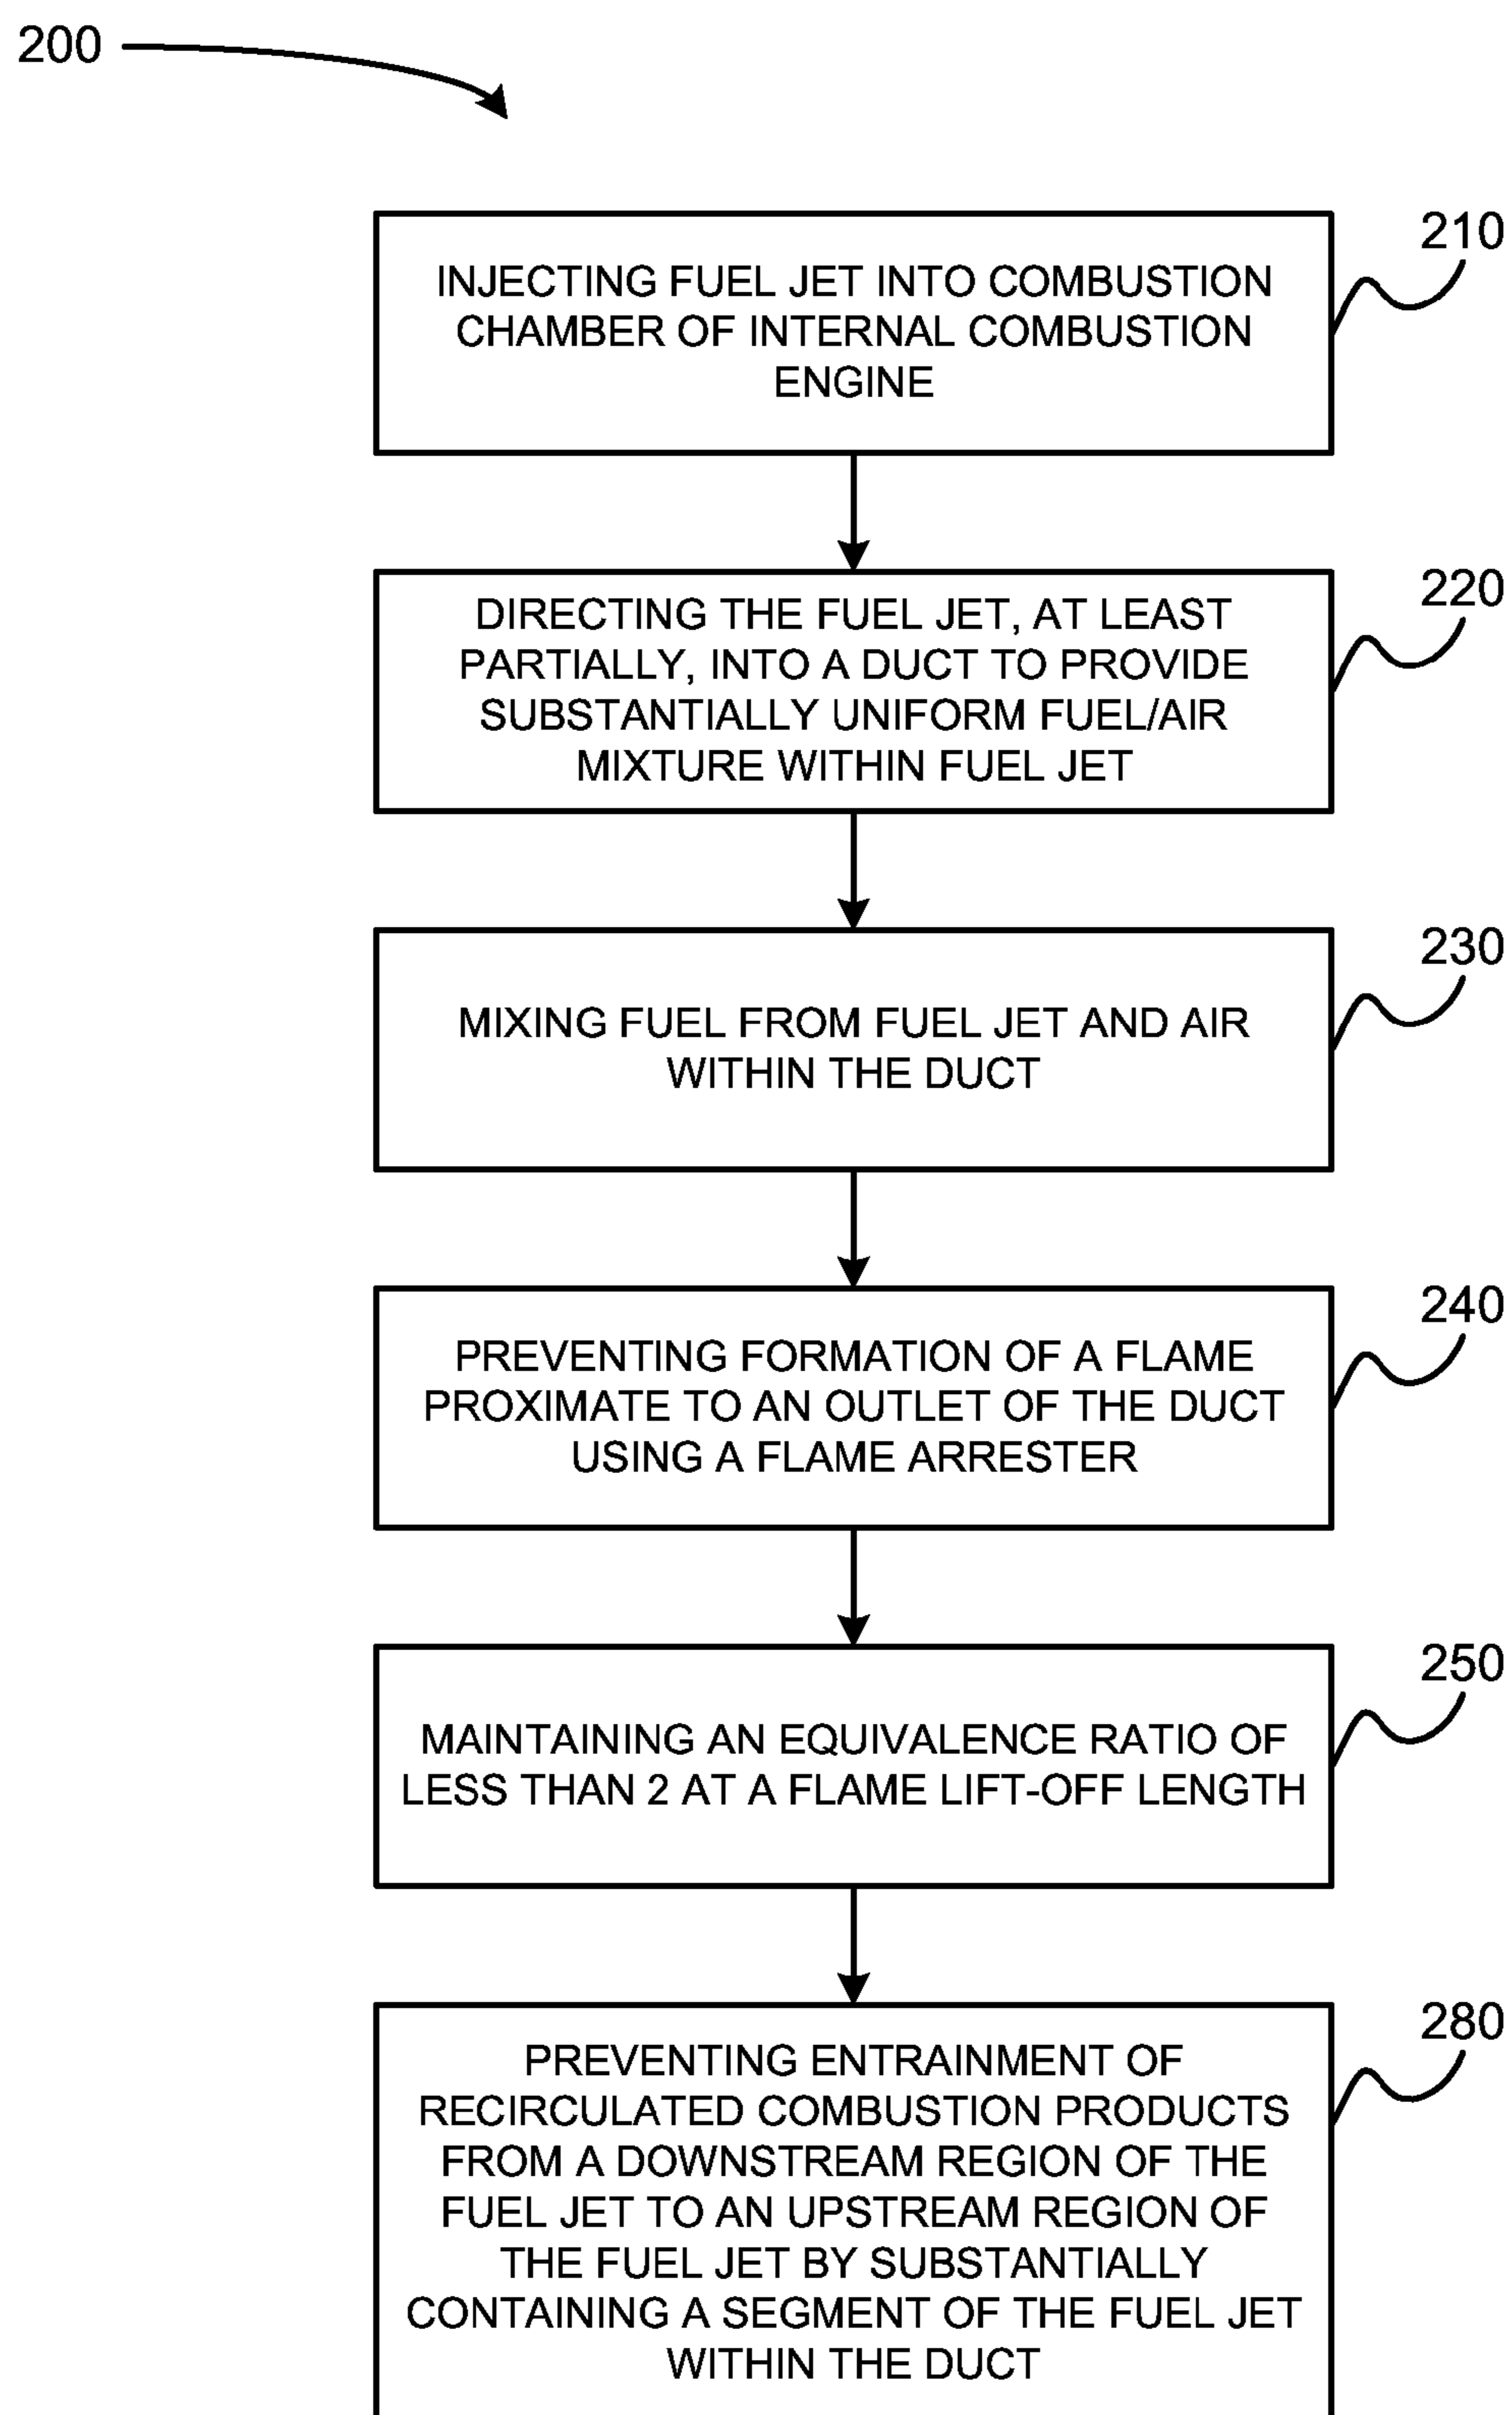 200
210
INJECTING FUEL JET INTO COMBUSTION
CHAMBER OF INTERNAL COMBUSTION
ENGINE
220
DIRECTING THE FUEL JET, AT LEAST
PARTIALLY, INTO A DUCT TO PROVIDE
SUBSTANTIALLY UNIFORM FUEL/AIR
MIXTURE WITHIN FUEL JET
230
MIXING FUEL FROM FUEL JET AND AIR
WITHIN THE DUCT
240
PREVENTING FORMATION OF A FLAME
PROXIMATE TO AN OUTLET OF THE DUCT
USING A FLAME ARRESTER
250
MAINTAINING AN EQUIVALENCE RATIO OF
LESS THAN 2 AT A FLAME LIFT-OFF LENGTH
280
PREVENTING ENTRAINMENT OF
RECIRCULATED COMBUSTION PRODUCTS
FROM A DOWNSTREAM REGION OF THE
FUEL JET TO AN UPSTREAM REGION OF
THE FUEL JET BY SUBSTANTIALLY
CONTAINING A SEGMENT OF THE FUEL JET
WITHIN THE DUCT